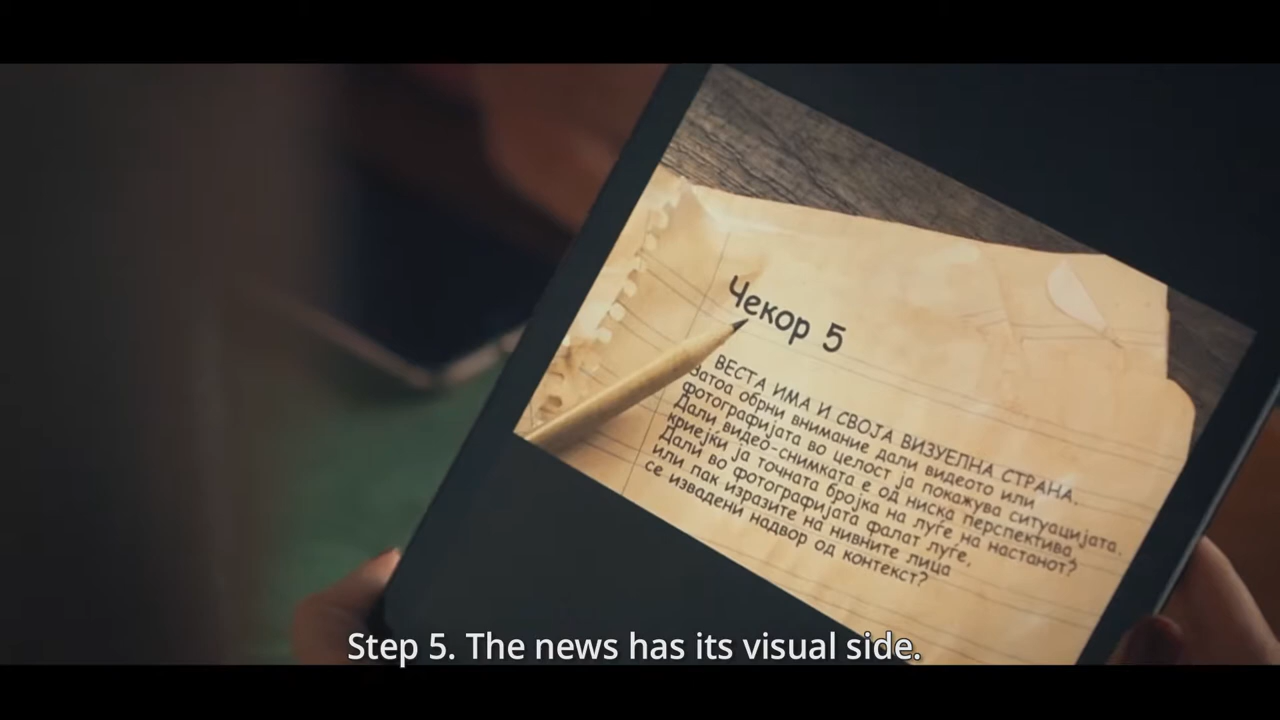 Чекор 5
ВЕСТА ИМА И СВОЈА ВИЗУЕЛНА СТРАНА.
Затоа обрни внимание дали видеото или
фотографијата во целост ја покажува ситуацијата.
Дали видео-снимката е од ниска перспектива
криејќи ја точната бројка на луѓе на настанот?
Дали во фотографијата фалат луѓе,
или пак изразите на нивните лица
се извадени надвор од контекст?
Step 5. The news has its visual side.